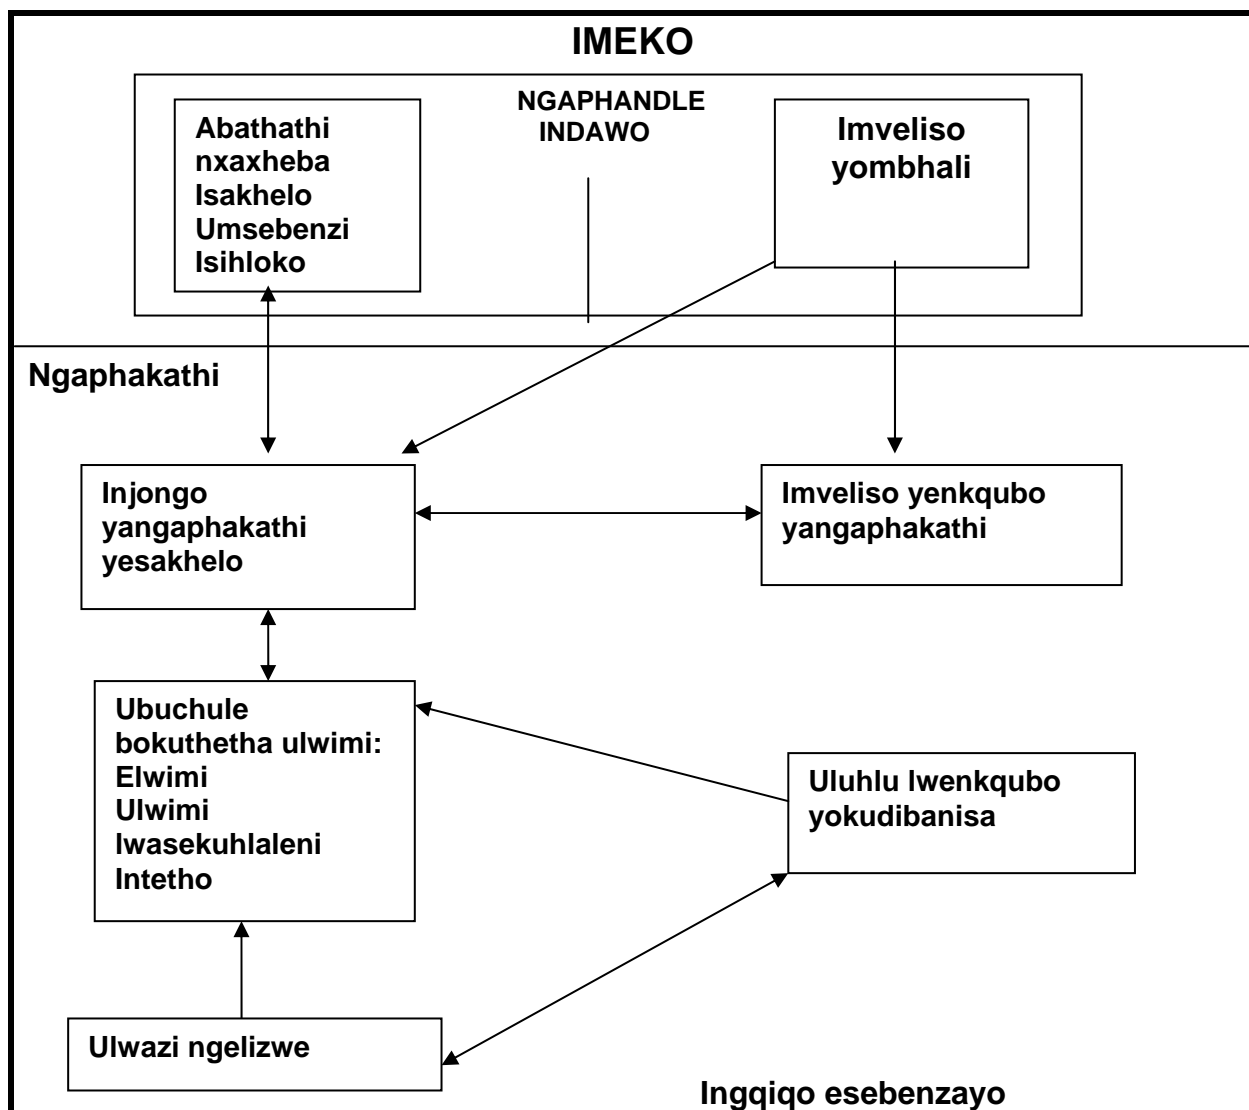 IMEKO
NGAPHANDLE
INDAWO
Abathathi
nxaxheba
Isakhelo
Umsebenzi
Isihloko
Imveliso
yombhali
Ngaphakathi
Injongo
yangaphakathi
yesakhelo
Imveliso yenkqubo
yangaphakathi
Ubuchule
bokuthetha ulwimi:
Elwimi
Ulwimi
lwasekuhlaleni
Intetho
Uluhlu lwenkqubo
yokudibanisa
Ulwazi ngelizwe
Ingqiqo esebenzayo